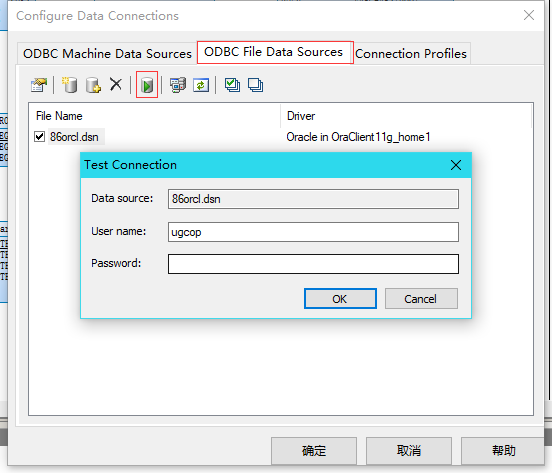 Configure Data Connections
ODBC Machine Data Sources
ODBC File Data Sources
Connection Profiles
File Name
Driver
86orcl.dsn
Oracle in OraClient11g_home1
Test Connection
Data source:
86orcl.dsn
User name:
ugcop
Password:
OK
Cancel
确定
取消
帮助